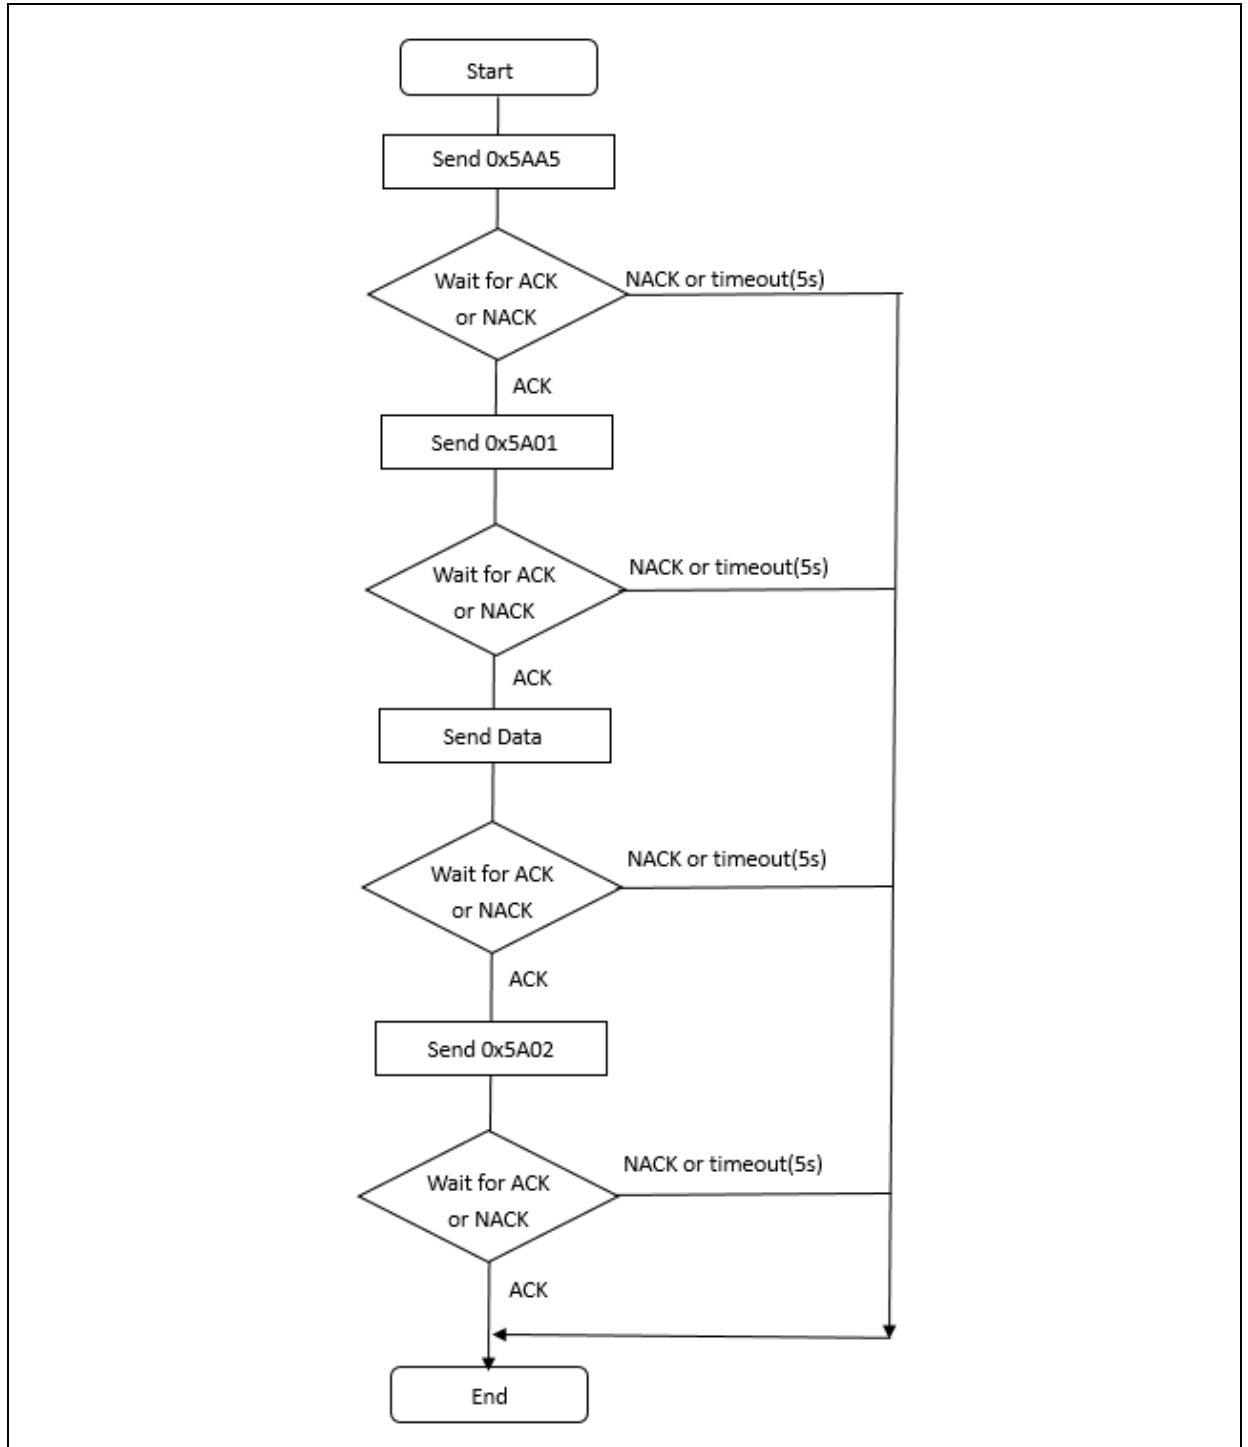 Start
Send 0x5AA5
Wait for ACK
or NACK
NACK or timeout(5s)
ACK
Send 0x5A01
Wait for ACK
or NACK
NACK or timeout(5s)
ACK
Send Data
Wait for ACK
or NACK
NACK or timeout(5s)
ACK
Send 0x5A02
Wait for ACK
or NACK
NACK or timeout(5s)
ACK
End